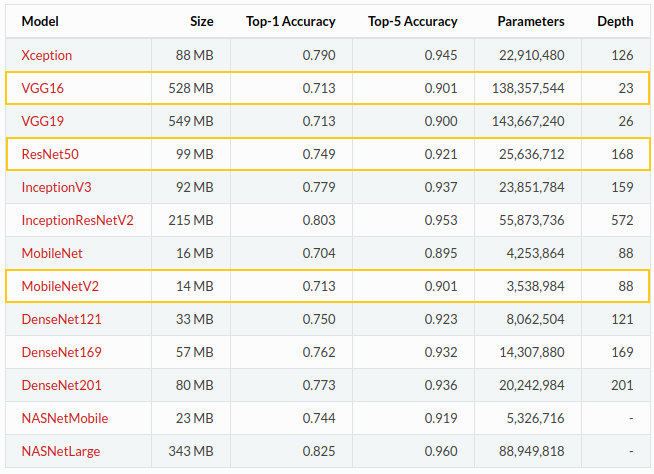 Model Size Top-1 Accuracy Top-5 Accuracy Parameters Depth
Xception 88 MB 0.790 0.945 22,910,480 126
VGG16 528 MB 0.713 0.901 138,357,544 23
VGG19 549 MB 0.713 0.900 143,667,240 26
ResNet50 99 MB 0.749 0.921 25,636,712 168
InceptionV3 92 MB 0.779 0.937 23,851,784 159
InceptionResNetV2 215 MB 0.803 0.953 55,873,736 572
MobileNet 16 MB 0.704 0.895 4,253,864 88
MobileNetV2 14 MB 0.713 0.901 3,538,984 88
DenseNet121 33 MB 0.750 0.923 8,062,504 121
DenseNet169 57 MB 0.762 0.932 14,307,880 169
DenseNet201 80 MB 0.773 0.936 20,242,984 201
NASNetMobile 23 MB 0.744 0.919 5,326,716 -
NASNetLarge 343 MB 0.825 0.960 88,949,818 -